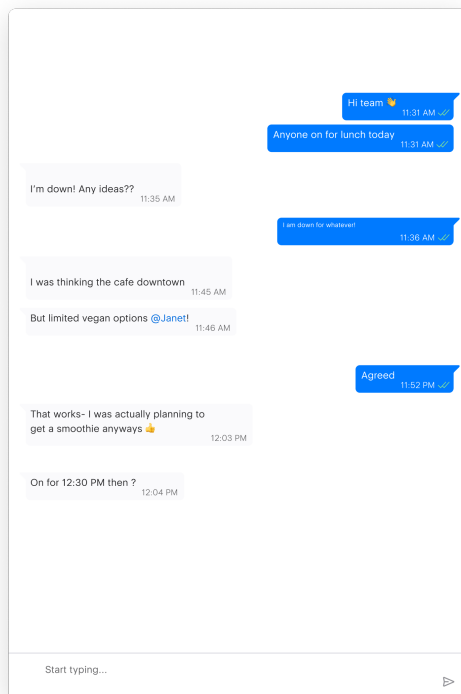 Hi team 👋
11:31 AM
Anyone on for lunch today
11:31 AM
I'm down! Any ideas??
11:35 AM
I am down for whatever!
11:36 AM
I was thinking the cafe downtown
11:45 AM
But limited vegan options @Janet!
11:46 AM
Agreed
11:52 PM
That works- I was actually planning to
get a smoothie anyways 👍
12:03 PM
On for 12:30 PM then ?
12:04 PM
Start typing...